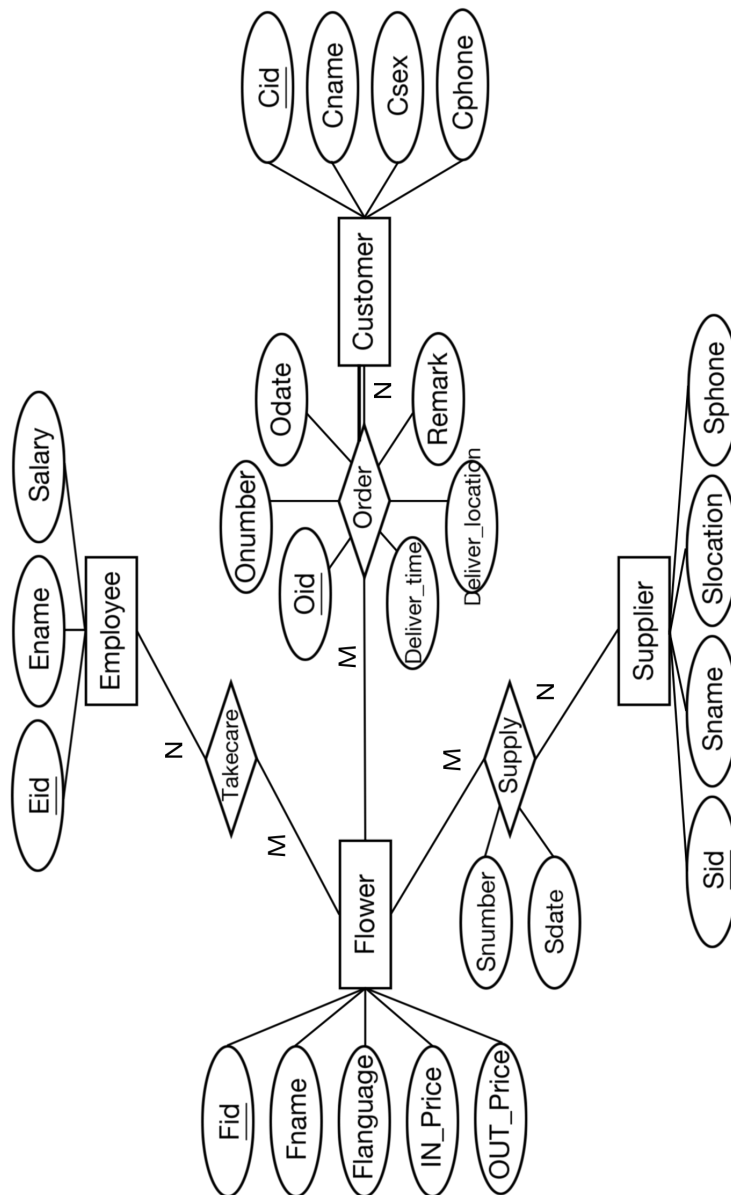 Eid
Ename
Salary
Employee
N
Takecare
M
Fid
Fname
Flanguage
IN_Price
OUT_Price
Flower
M
Oid
Onumber
Odate
Order
Deliver_time
Deliver_location
Remark
N
Customer
Cid
Cname
Csex
Cphone
M
Supply
Snumber
Sdate
N
Supplier
Sid
Sname
Slocation
Sphone